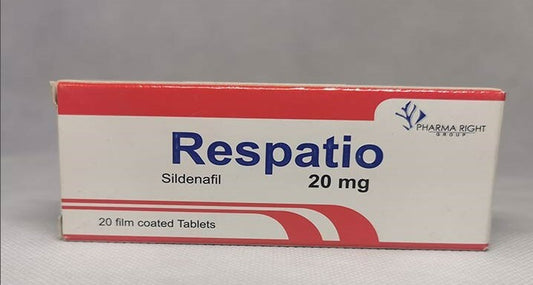 PHARMA RIGHT
GROUP
Respatio
Sildenafil
20 mg
20 film coated Tablets